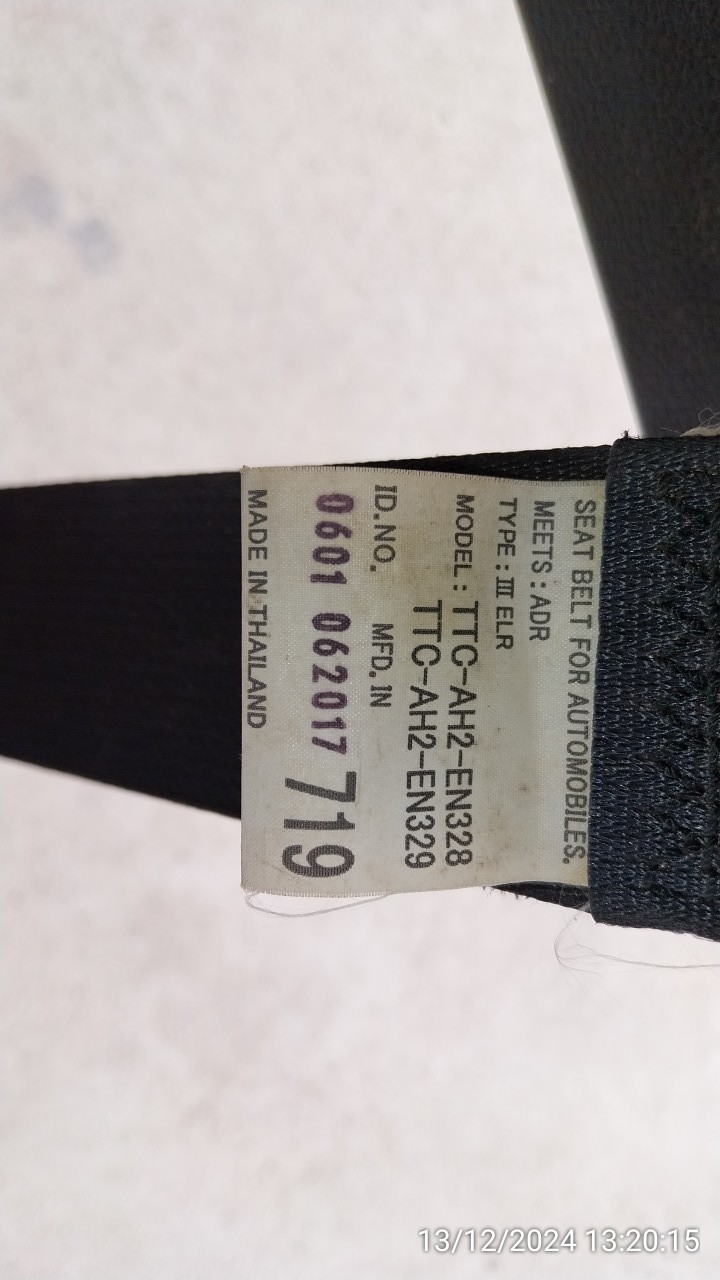 SEAT BELT FOR AUTOMOBILES.
MEETS : ADR
TYPE : III ELR
MODEL : TTC-AH2-EN328
TTC-AH2-EN329
ID.NO. MFD. IN
0601 062017 719
MADE IN THAILAND
13/12/2024 13:20:15